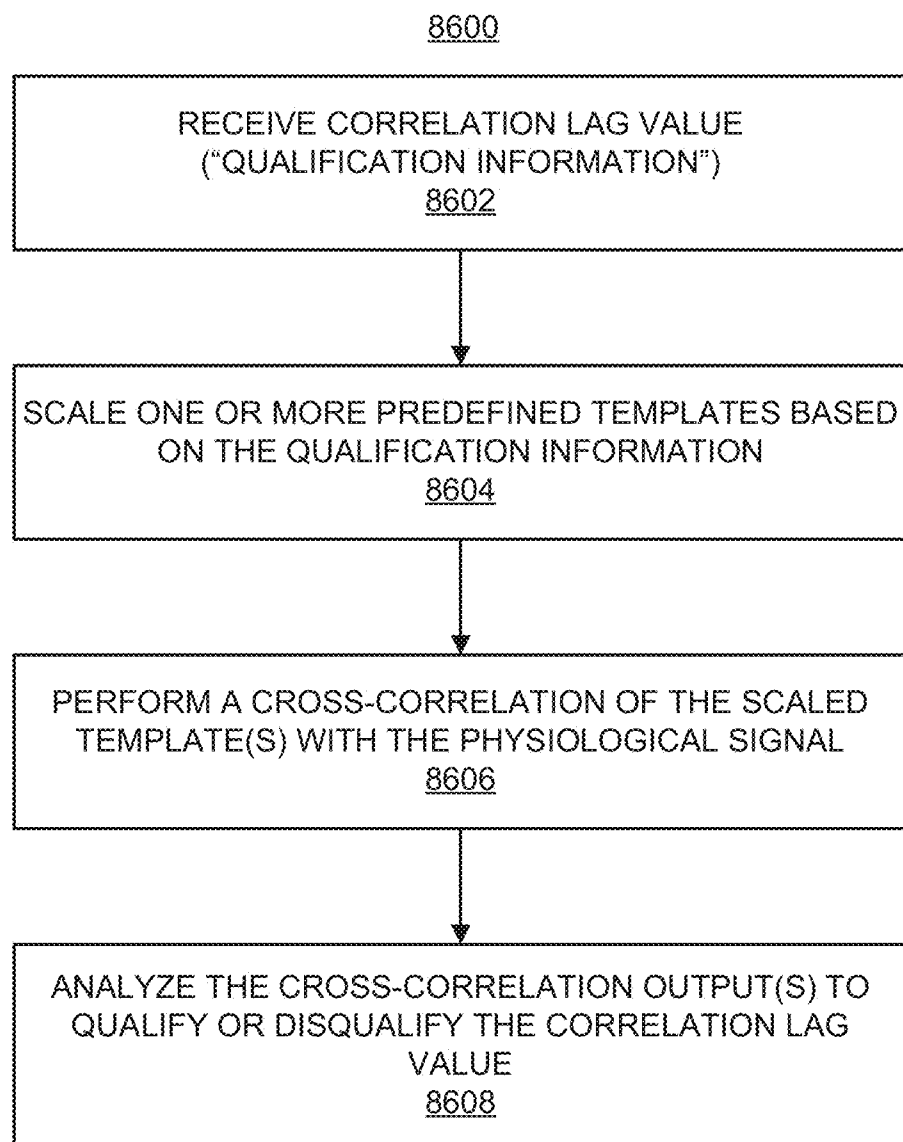 8600
RECEIVE CORRELATION LAG VALUE
(“QUALIFICATION INFORMATION”)
8602
SCALE ONE OR MORE PREDEFINED TEMPLATES BASED
ON THE QUALIFICATION INFORMATION
8604
PERFORM A CROSS-CORRELATION OF THE SCALED
TEMPLATE(S) WITH THE PHYSIOLOGICAL SIGNAL
8606
ANALYZE THE CROSS-CORRELATION OUTPUT(S) TO
QUALIFY OR DISQUALIFY THE CORRELATION LAG
VALUE
8608